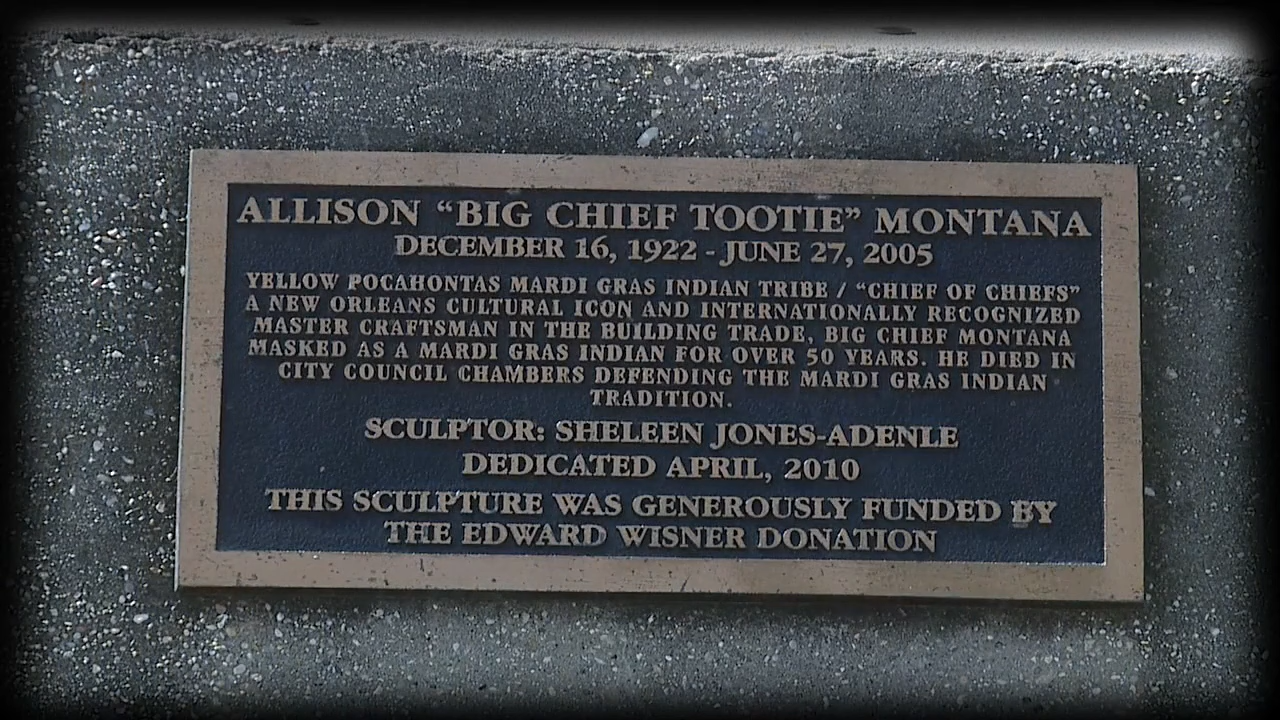 ALLISON “BIG CHIEF TOOTIE” MONTANA
DECEMBER 16, 1922 - JUNE 27, 2005
YELLOW POCAHONTAS MARDI GRAS INDIAN TRIBE / “CHIEF OF CHIEFS”
A NEW ORLEANS CULTURAL ICON AND INTERNATIONALLY RECOGNIZED
MASTER CRAFTSMAN IN THE BUILDING TRADE, BIG CHIEF MONTANA
MASKED AS A MARDI GRAS INDIAN FOR OVER 50 YEARS. HE DIED IN
CITY COUNCIL CHAMBERS DEFENDING THE MARDI GRAS INDIAN
TRADITION.
SCULPTOR: SHELEEN JONES-ADENLE
DEDICATED APRIL, 2010
THIS SCULPTURE WAS GENEROUSLY FUNDED BY
THE EDWARD WISNER DONATION